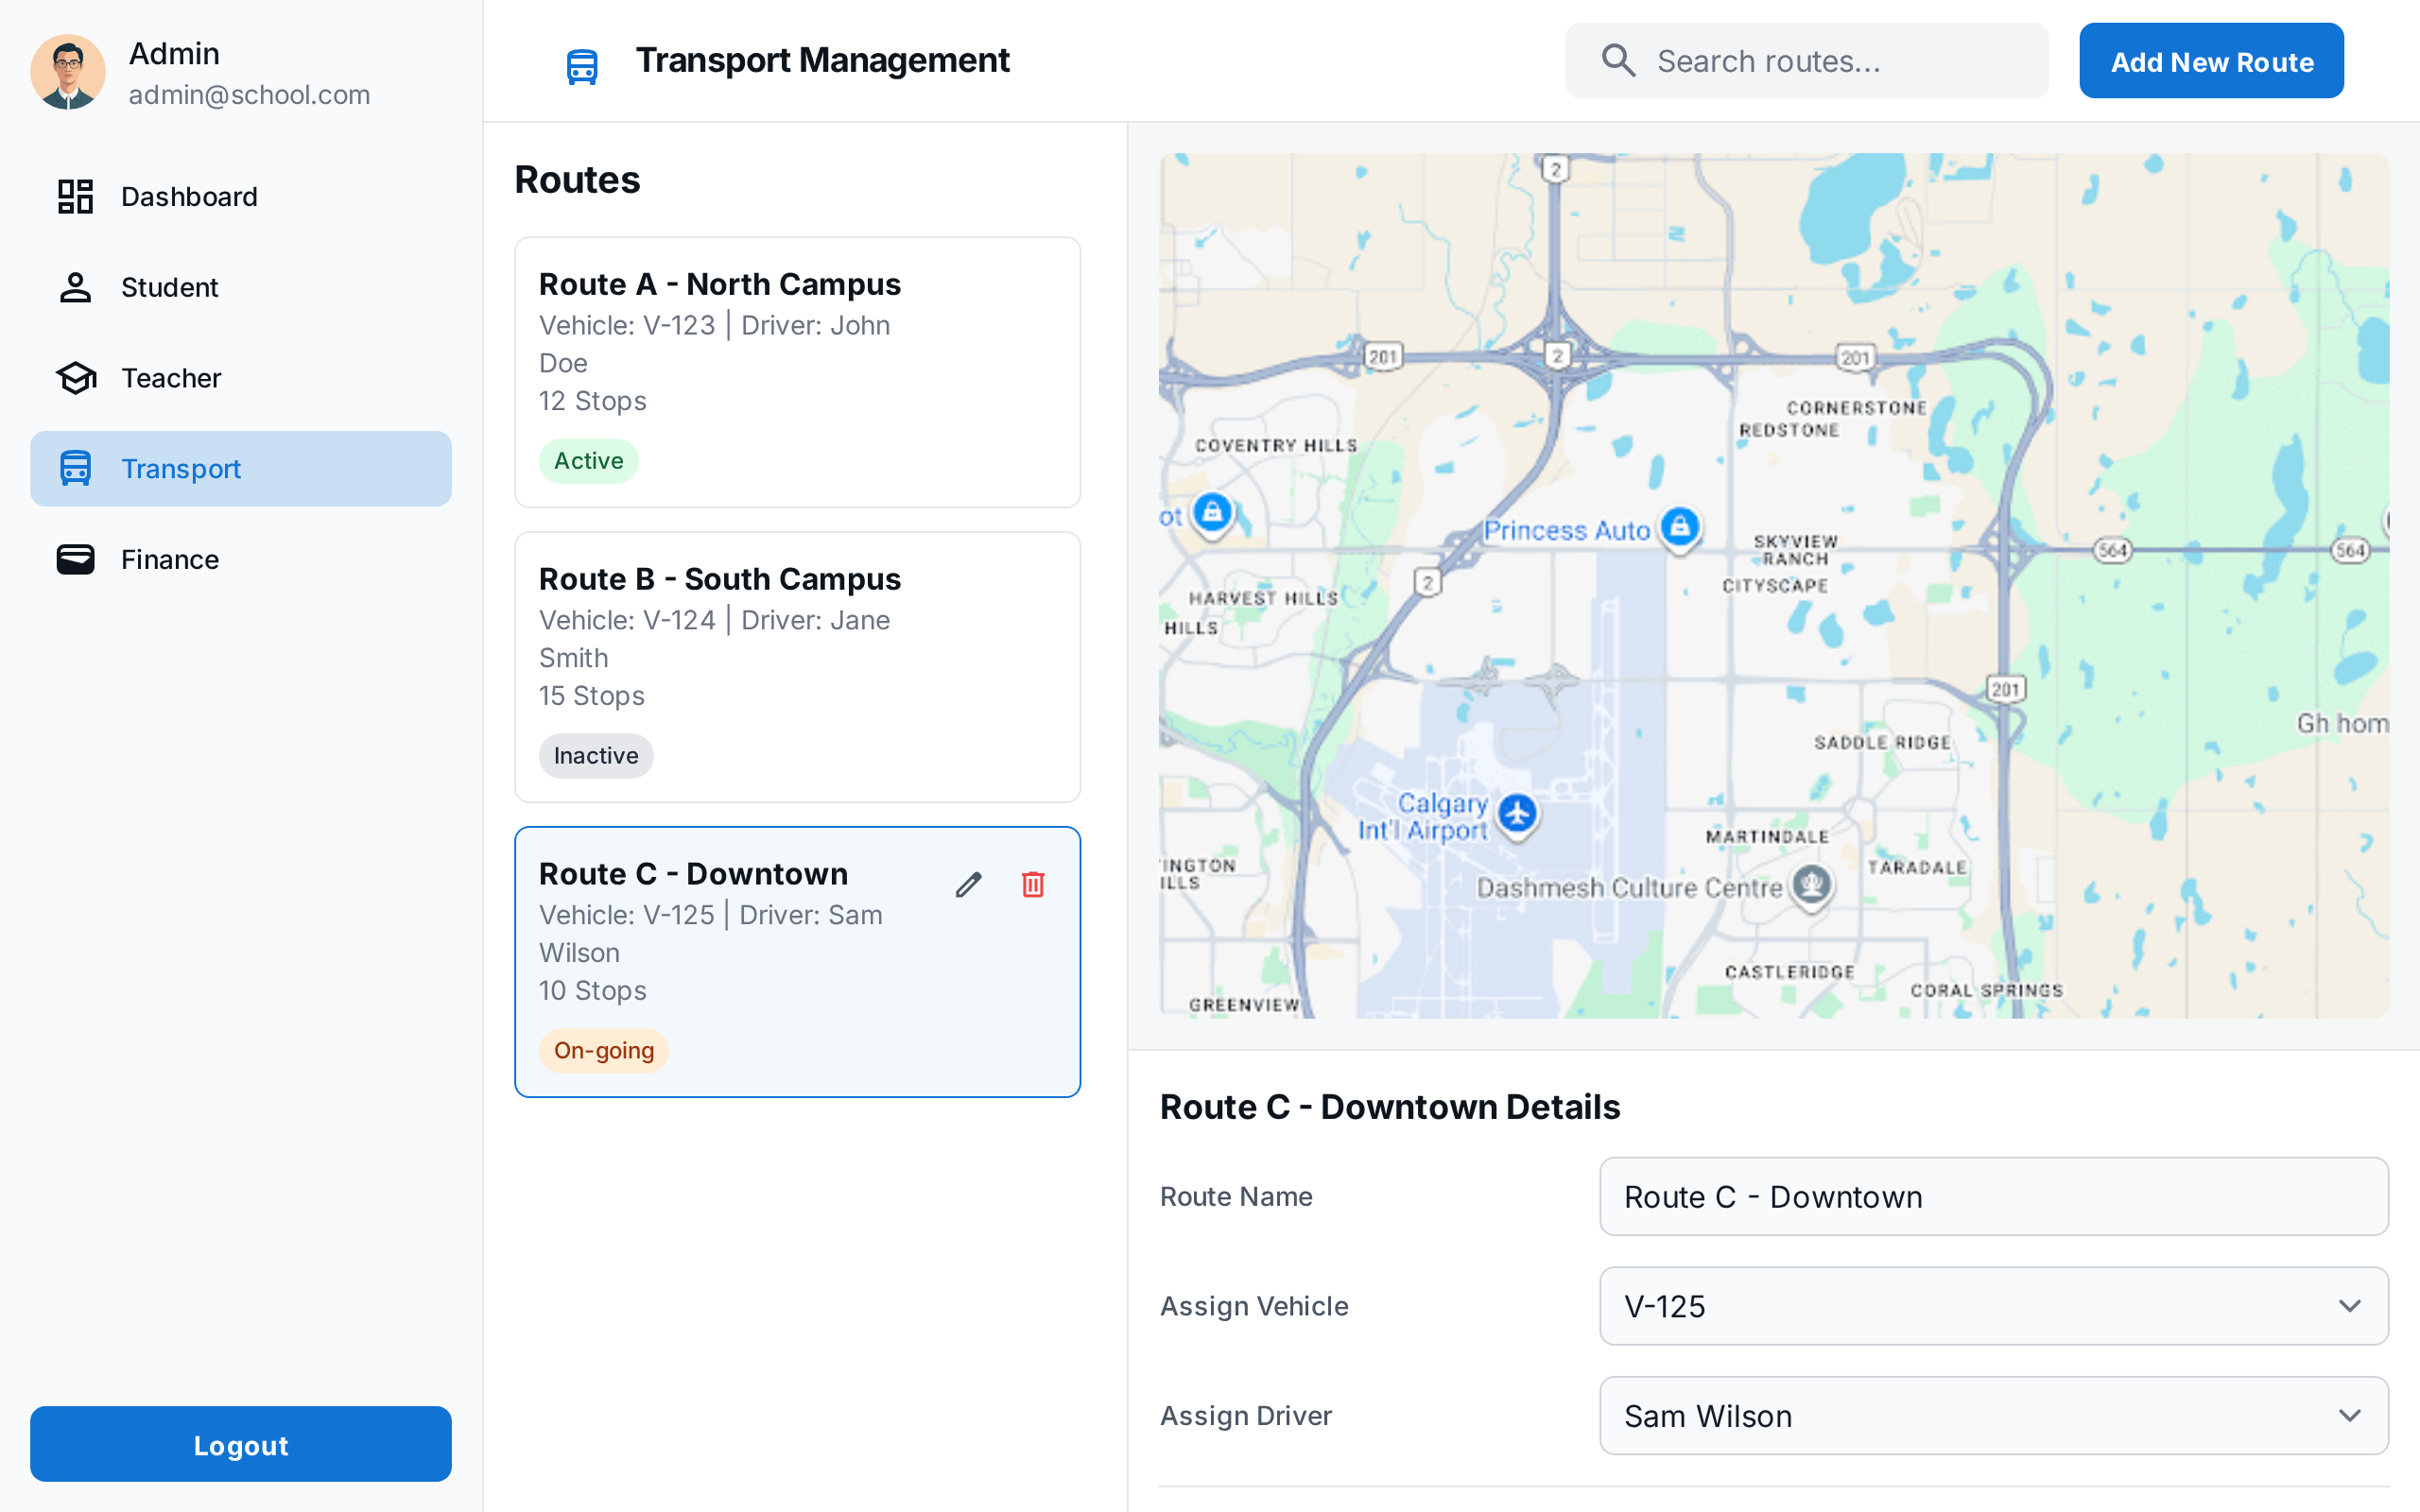 Admin
admin@school.com
Dashboard
Student
Teacher
Transport
Finance
Logout
Transport Management
Search routes...
Add New Route
Routes
Route A - North Campus
Vehicle: V-123 | Driver: John
Doe
12 Stops
Active
Route B - South Campus
Vehicle: V-124 | Driver: Jane
Smith
15 Stops
Inactive
Route C - Downtown
Vehicle: V-125 | Driver: Sam
Wilson
10 Stops
On-going
2
201
2
201
CORNERSTONE
REDSTONE
COVENTRY HILLS
ot
Princess Auto
SKYVIEW
RANCH
CITYSCAPE
564
564
2
HARVEST HILLS
HILLS
201
Gh hom
SADDLE RIDGE
Calgary
Int'l Airport
MARTINDALE
TARADALE
INGTON
ILLS
Dashmesh Culture Centre
CASTLERIDGE
CORAL SPRINGS
GREENVIEW
Route C - Downtown Details
Route Name
Route C - Downtown
Assign Vehicle
V-125
Assign Driver
Sam Wilson